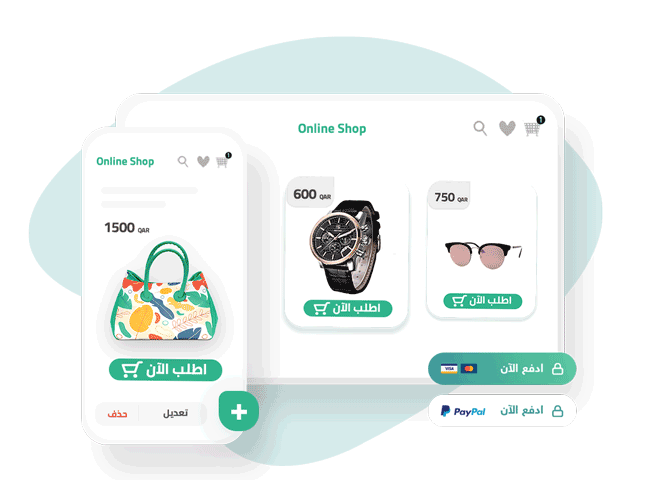 Online Shop
1
1500 QAR
اطلب الآن
حذف
تعديل
Online Shop
1
600 QAR
اطلب الآن
750 QAR
اطلب الآن
VISA
ادفع الآن
PayPal
ادفع الآن